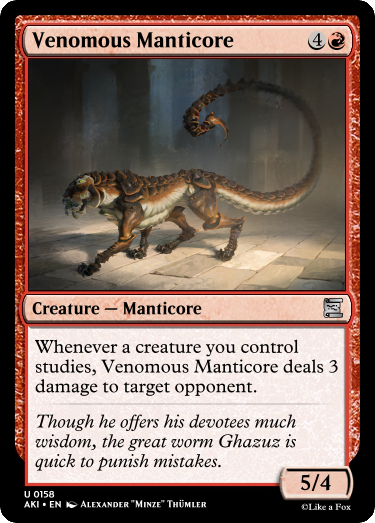 Venomous Manticore 4
Creature — Manticore
Whenever a creature you control
studies, Venomous Manticore deals 3
damage to target opponent.
Though he offers his devotees much
wisdom, the great worm Ghazuz is
quick to punish mistakes.
5/4
U 0158
AKI • EN Alexander "Minze" Thümler
©Like a Fox